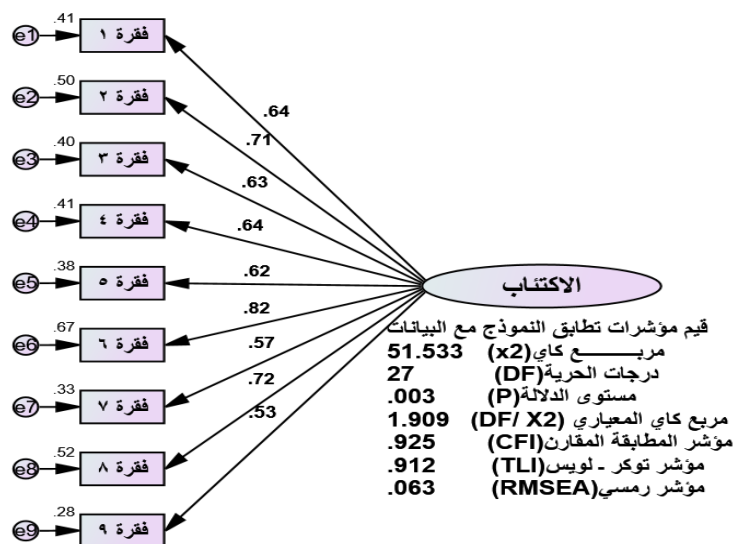 .41
e1 فقرة ١
.50
e2 فقرة ٢
.64
.40
.71
e3 فقرة ٣
.63
.41
e4 فقرة ٤
.64
.38
.62
e5 فقرة ٥
الاكتئاب
.82
.67
e6 فقرة ٦
.57
قيم مؤشرات تطابق النموذج مع البيانات
مربـــــــع كاي(x2) 51.533
.33
.72
درجات الحرية(DF) 27
e7 فقرة ٧
.53
مستوى الدلالة(P) .003
مربع كاي المعياري (DF/ X2) 1.909
.52
مؤشر المطابقة المقارن(CFI) .925
e8 فقرة ٨
مؤشر توكر ـ لويس(TLI) .912
مؤشر رمسي(RMSEA) .063
.28
e9 فقرة ٩